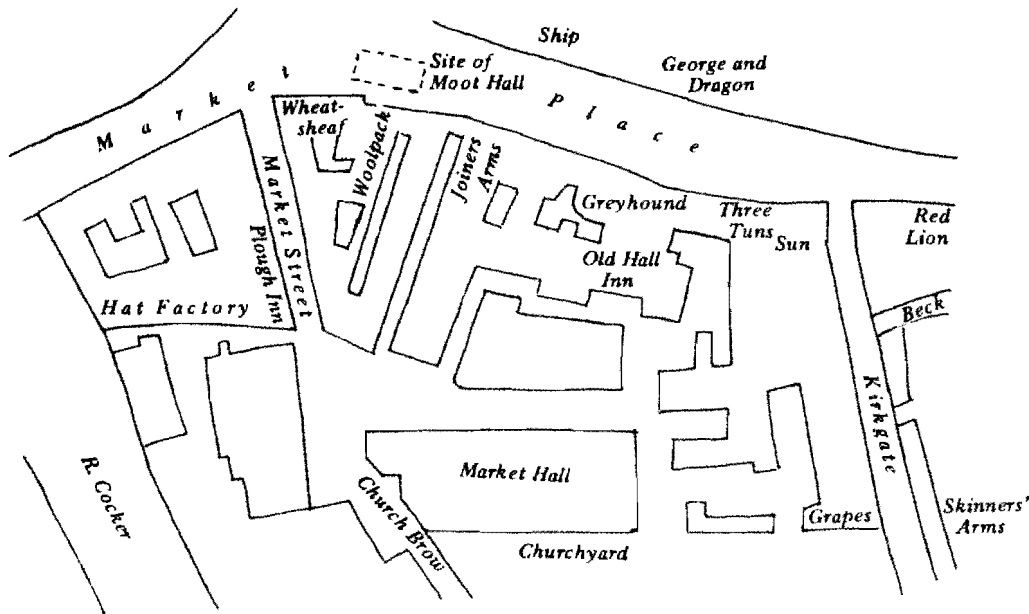 Ship
George and
Dragon
Site of
Moot Hall
Market Place
Wheat-
sheaf
Woolpack
Joiners
Arms
Market Street
Plough Inn
Greyhound
Three
Tuns
Sun
Red
Lion
Old Hall
Inn
Hat Factory
Beck
Kirkgate
R. Cocker
Market Hall
Church Brow
Churchyard
Grapes
Skinners'
Arms